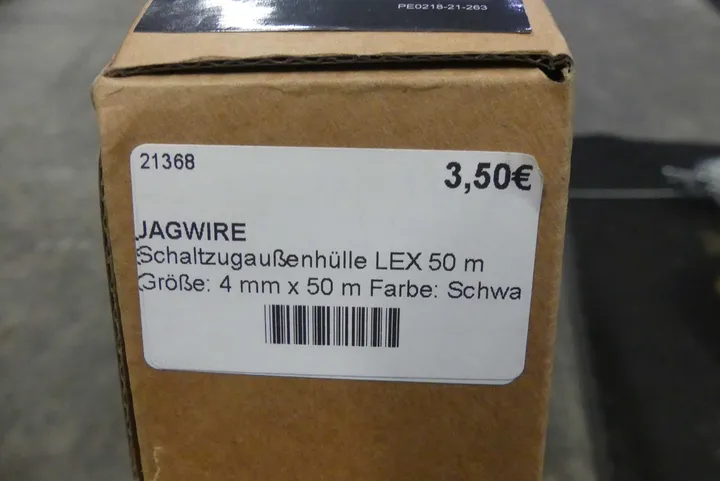 PE0218-21-263
21368
3,50€
JAGWIRE
Schaltzugaußenhülle LEX 50 m
Größe: 4 mm x 50 m Farbe: Schwa